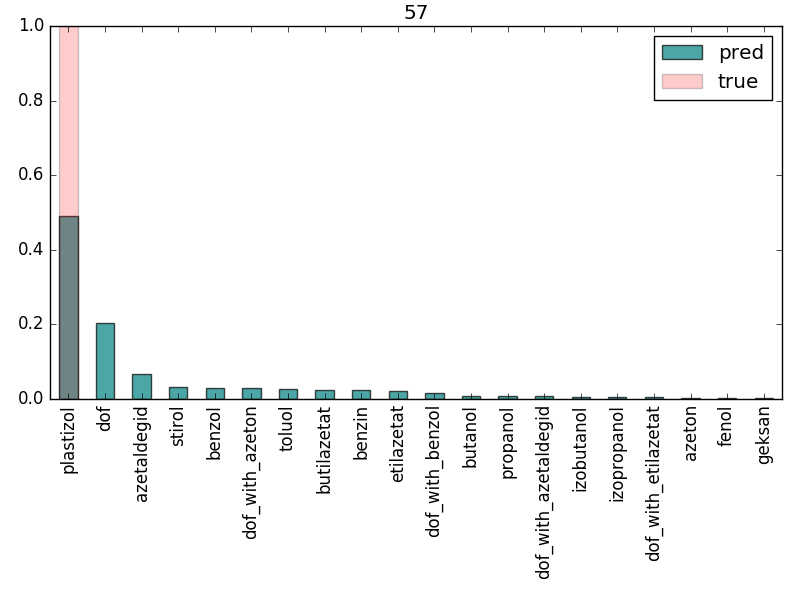 57
1.0
0.8
0.6
0.4
0.2
0.0
pred
true
plastizol
dof
azetaldegid
stirol
benzol
dof_with_azeton
toluol
butilazetat
benzin
etilazetat
dof_with_benzol
butanol
propanol
dof_with_azetaldegid
izobutanol
izopropanol
dof_with_etilazetat
azeton
fenol
geksan